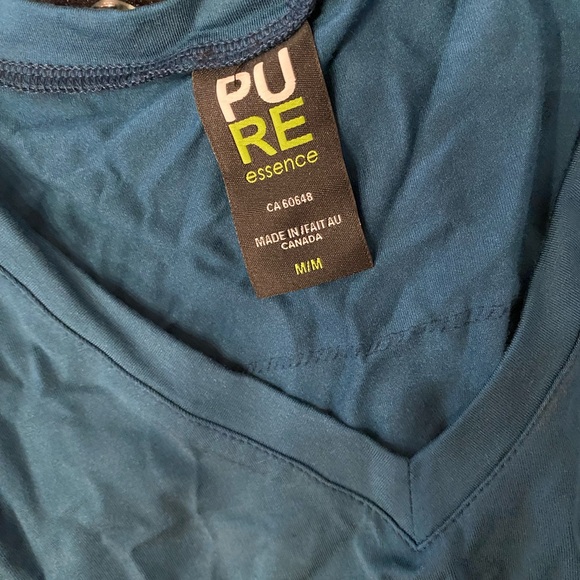 PU
RE
essence
CA 60648
MADE IN/FAIT AU
CANADA
M/M